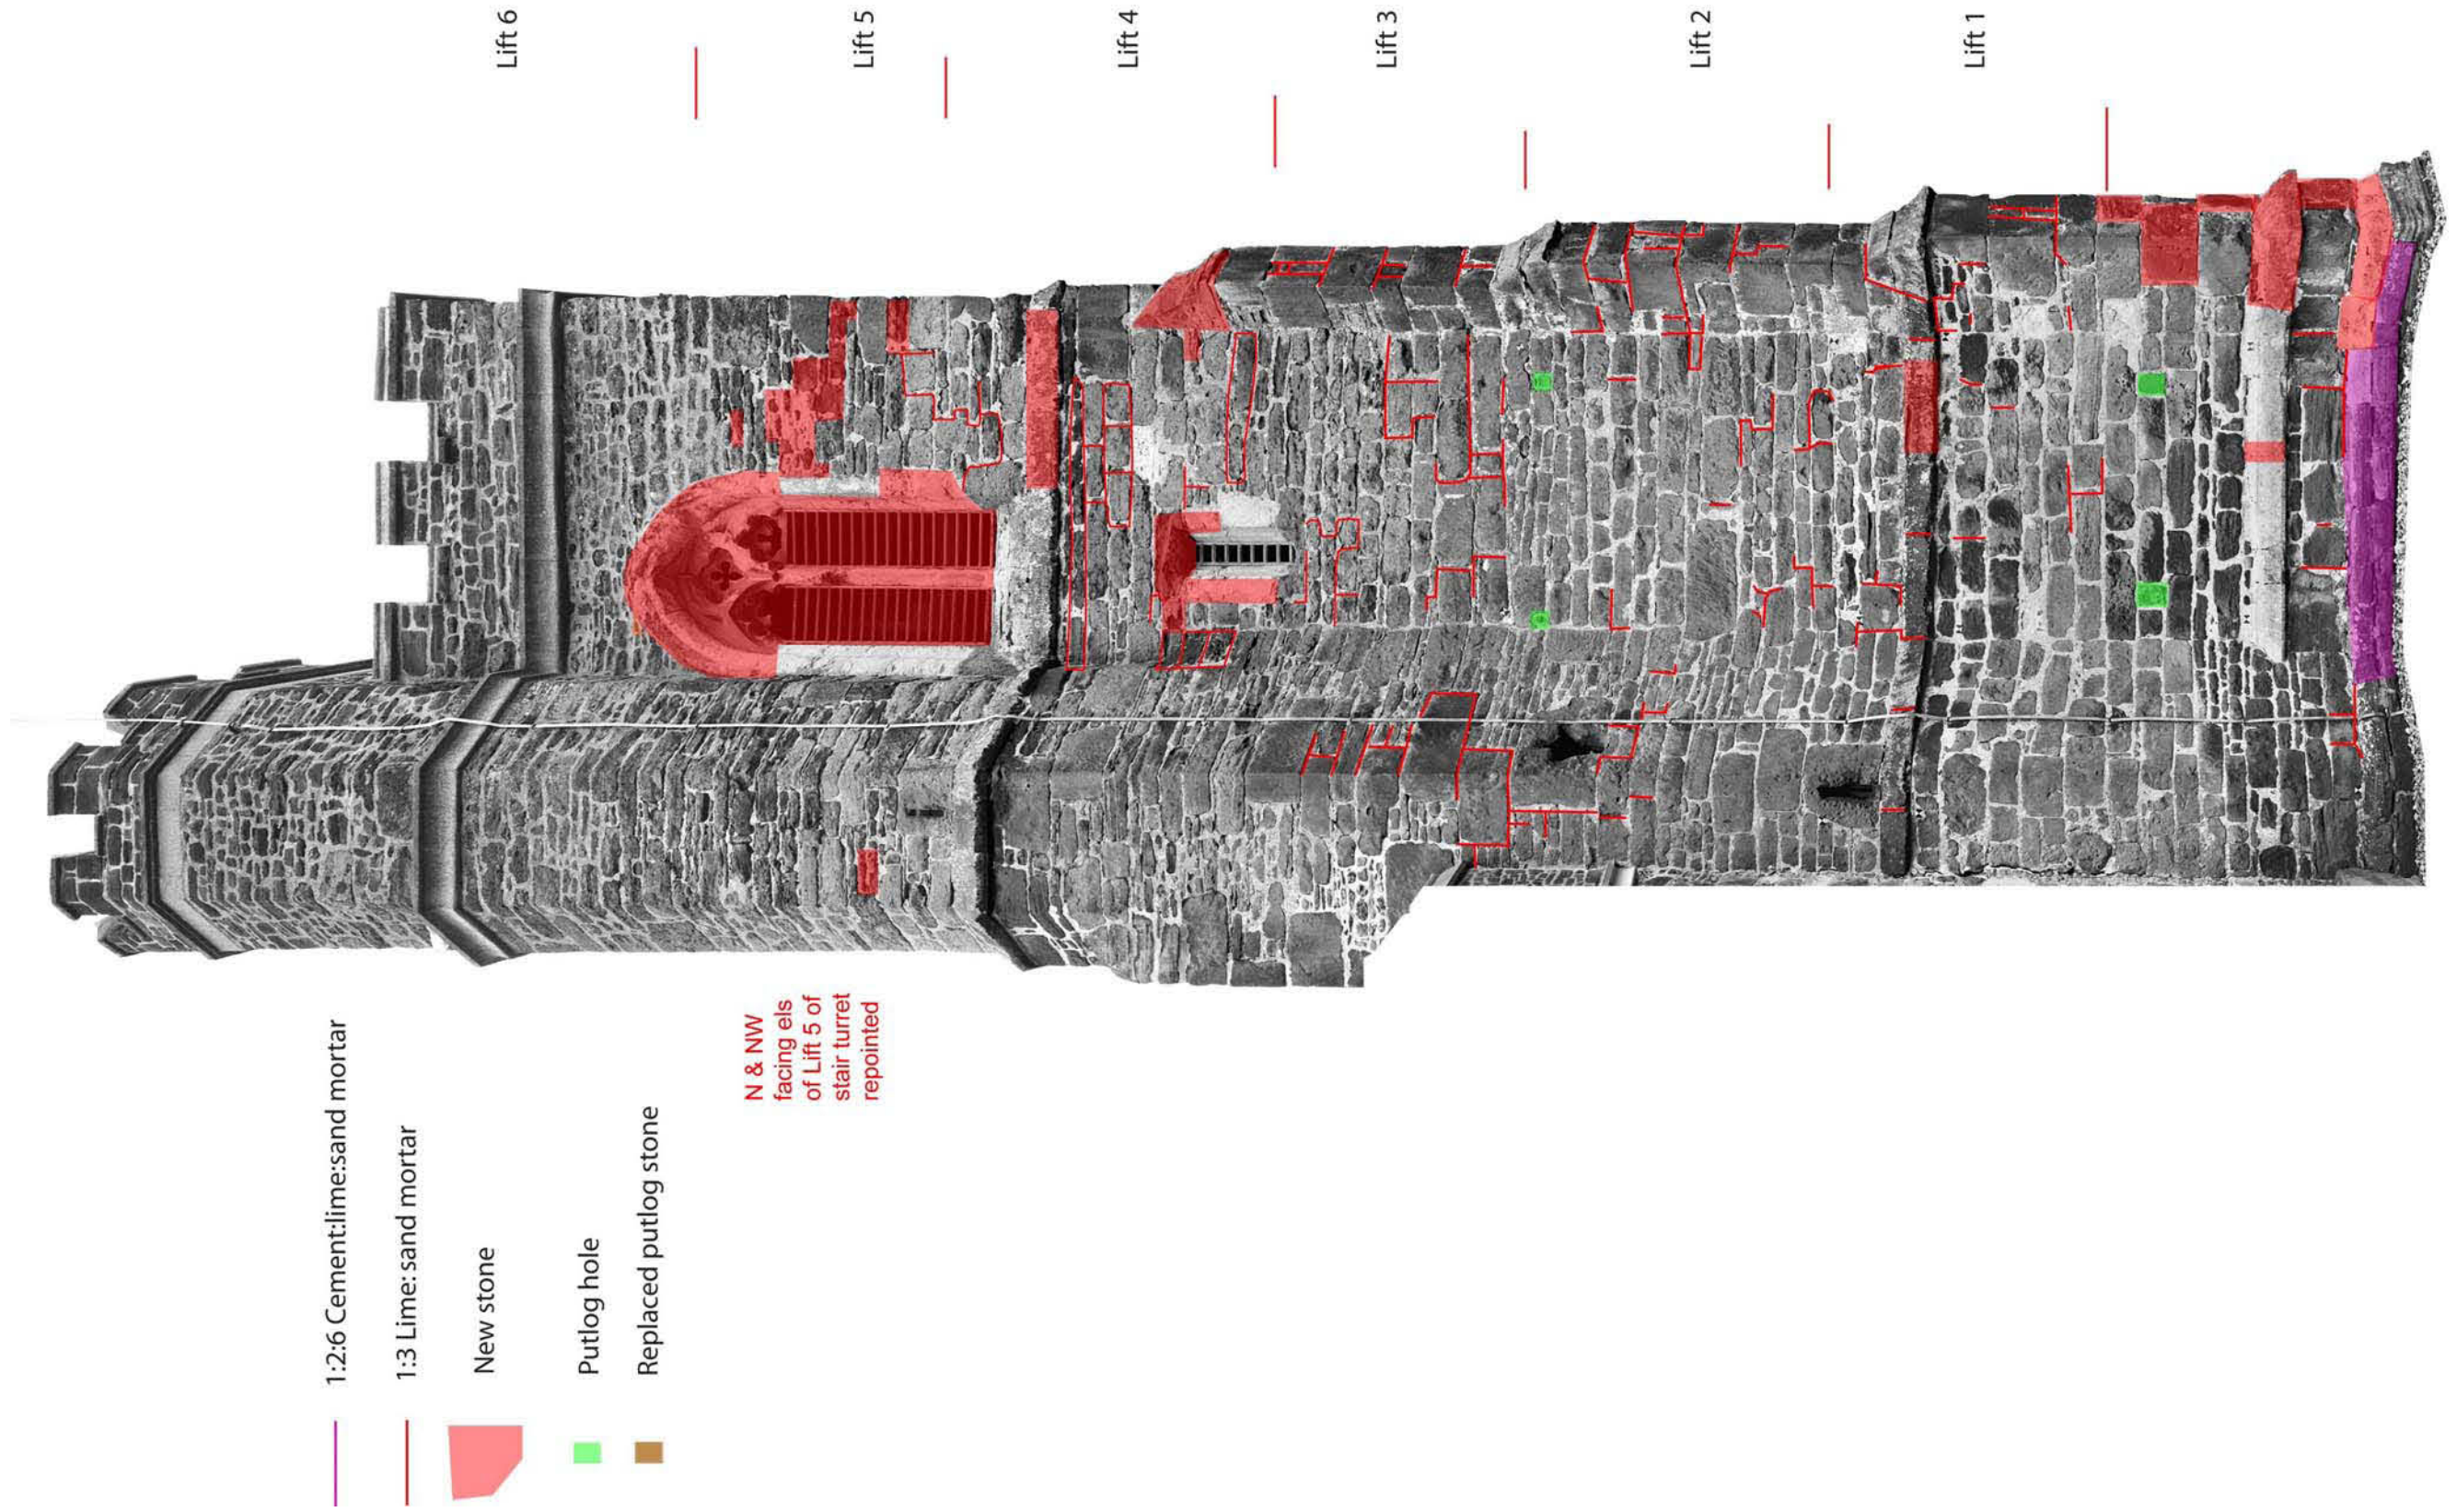 1:2:6 Cement:lime:sand mortar
1:3 Lime: sand mortar
New stone
Putlog hole
Replaced putlog stone
N & NW
facing els
of Lift 5 of
stair turret
repointed
Lift 6
Lift 5
Lift 4
Lift 3
Lift 2
Lift 1